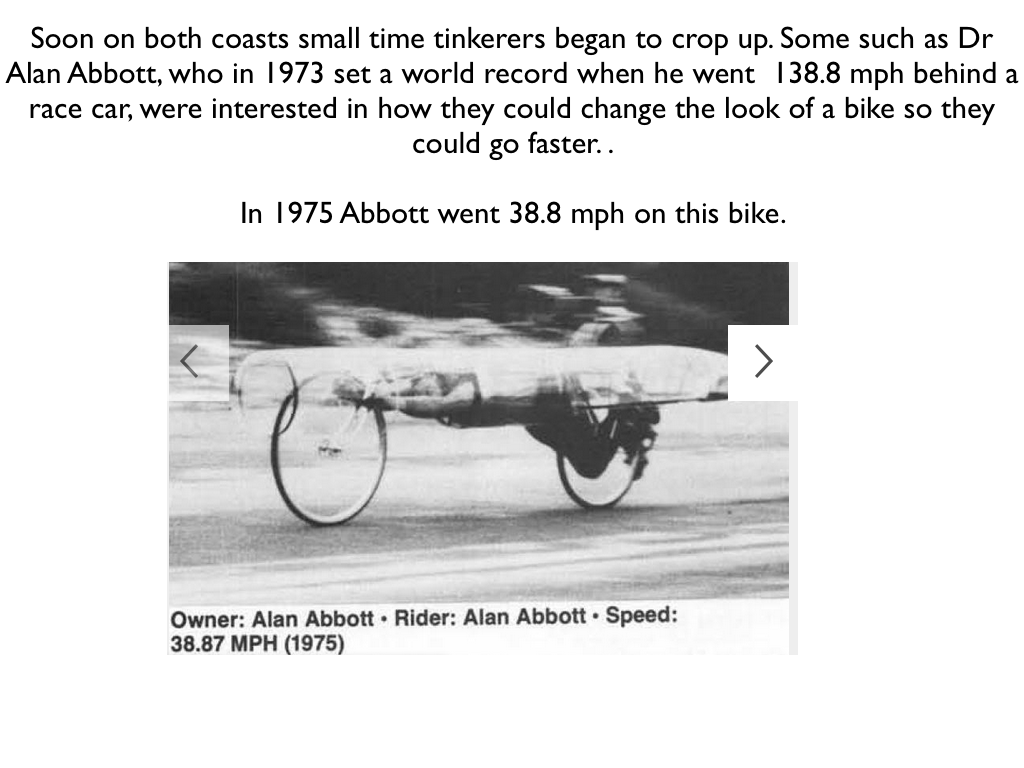 Soon on both coasts small time tinkerers began to crop up. Some such as Dr
Alan Abbott, who in 1973 set a world record when he went 138.8 mph behind a
race car, were interested in how they could change the look of a bike so they
could go faster. .
In 1975 Abbott went 38.8 mph on this bike.
Owner: Alan Abbott • Rider: Alan Abbott • Speed:
38.87 MPH (1975)